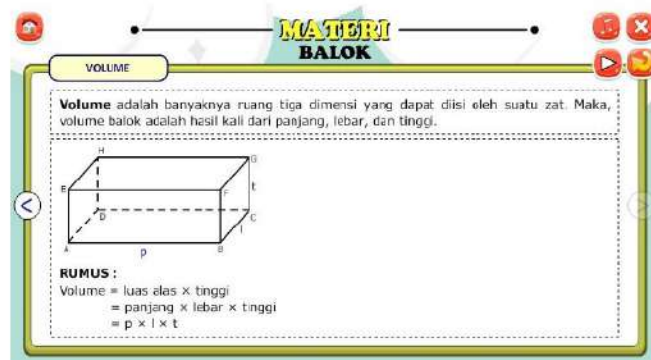 MATERI
BALOK
VOLUME
Volume adalah banyaknya ruang tiga dimensi yang dapat diisi oleh suatu zat. Maka,
volume balok adalah hasil kali dari panjang, lebar, dan tinggi.
H
G
E
F
t
D
C
l
A
B
p
RUMUS :
Volume = luas alas × tinggi
= panjang × lebar × tinggi
= p × l × t